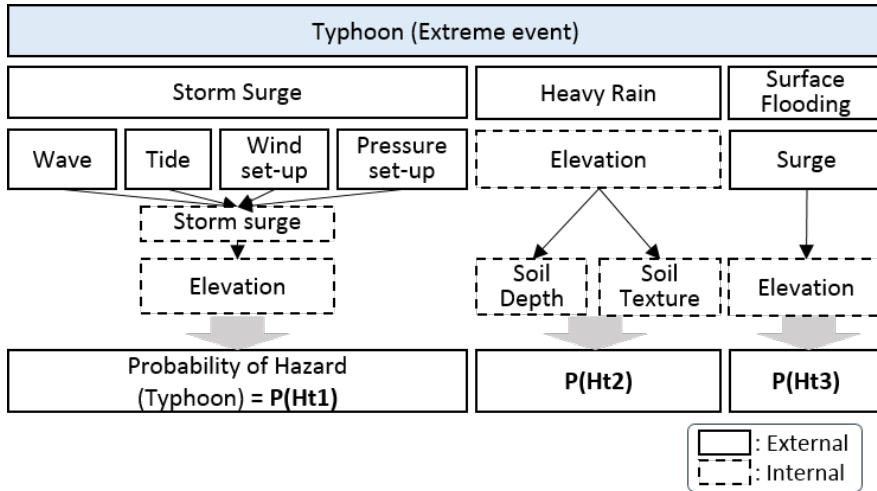 Typhoon (Extreme event)
Storm Surge
Heavy Rain
Surface
Flooding
Wave
Tide
Wind
set-up
Pressure
set-up
Elevation
Surge
Storm surge
Elevation
Soil
Depth
Soil
Texture
Elevation
Probability of Hazard
(Typhoon) = P(Ht1)
P(Ht2)
P(Ht3)
: External
: Internal